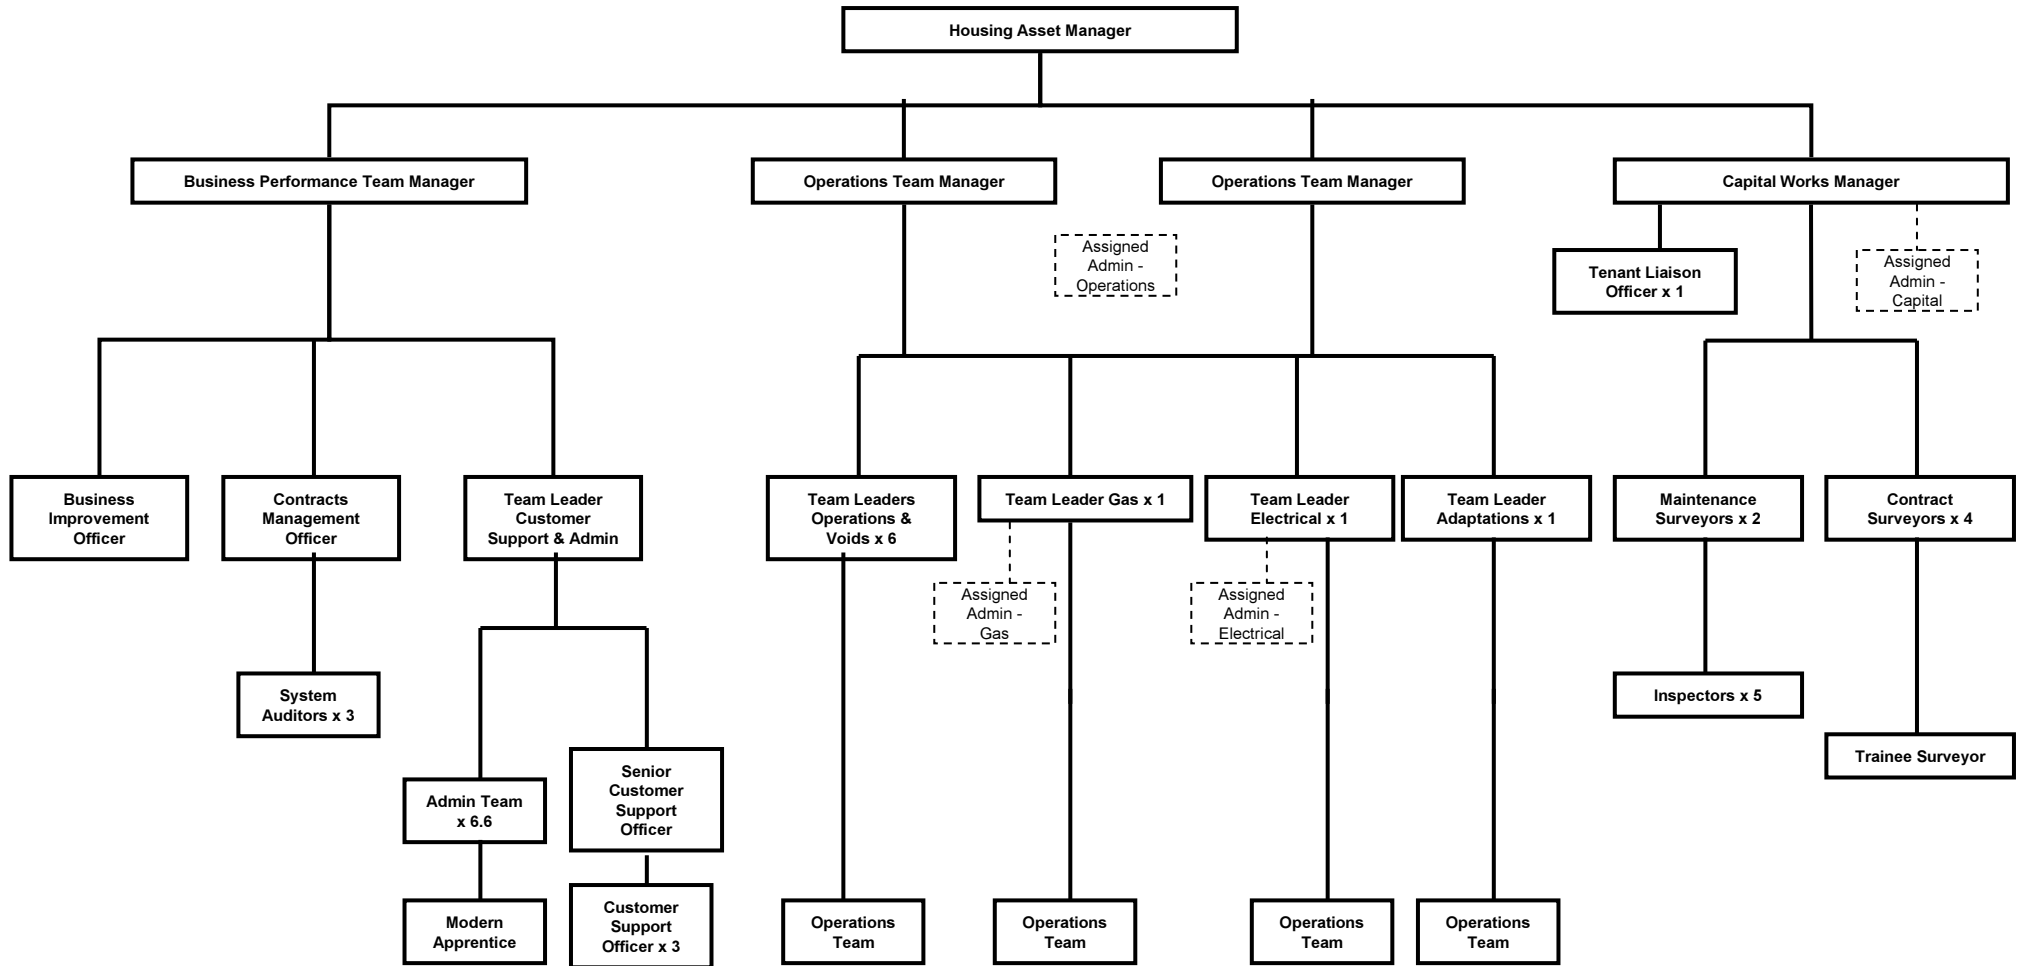 Housing Asset Manager
Business Performance Team Manager
Operations Team Manager
Operations Team Manager
Capital Works Manager
Assigned
Admin -
Operations
Tenant Liaison
Officer x 1
Assigned
Admin -
Capital
Business
Improvement
Officer
Contracts
Management
Officer
Team Leader
Customer
Support & Admin
Team Leaders
Operations &
Voids x 6
Team Leader Gas x 1
Team Leader
Electrical x 1
Team Leader
Adaptations x 1
Maintenance
Surveyors x 2
Contract
Surveyors x 4
Assigned
Admin -
Gas
Assigned
Admin -
Electrical
System
Auditors x 3
Inspectors x 5
Trainee Surveyor
Admin Team
x 6.6
Senior
Customer
Support
Officer
Modern
Apprentice
Customer
Support
Officer x 3
Operations
Team
Operations
Team
Operations
Team
Operations
Team